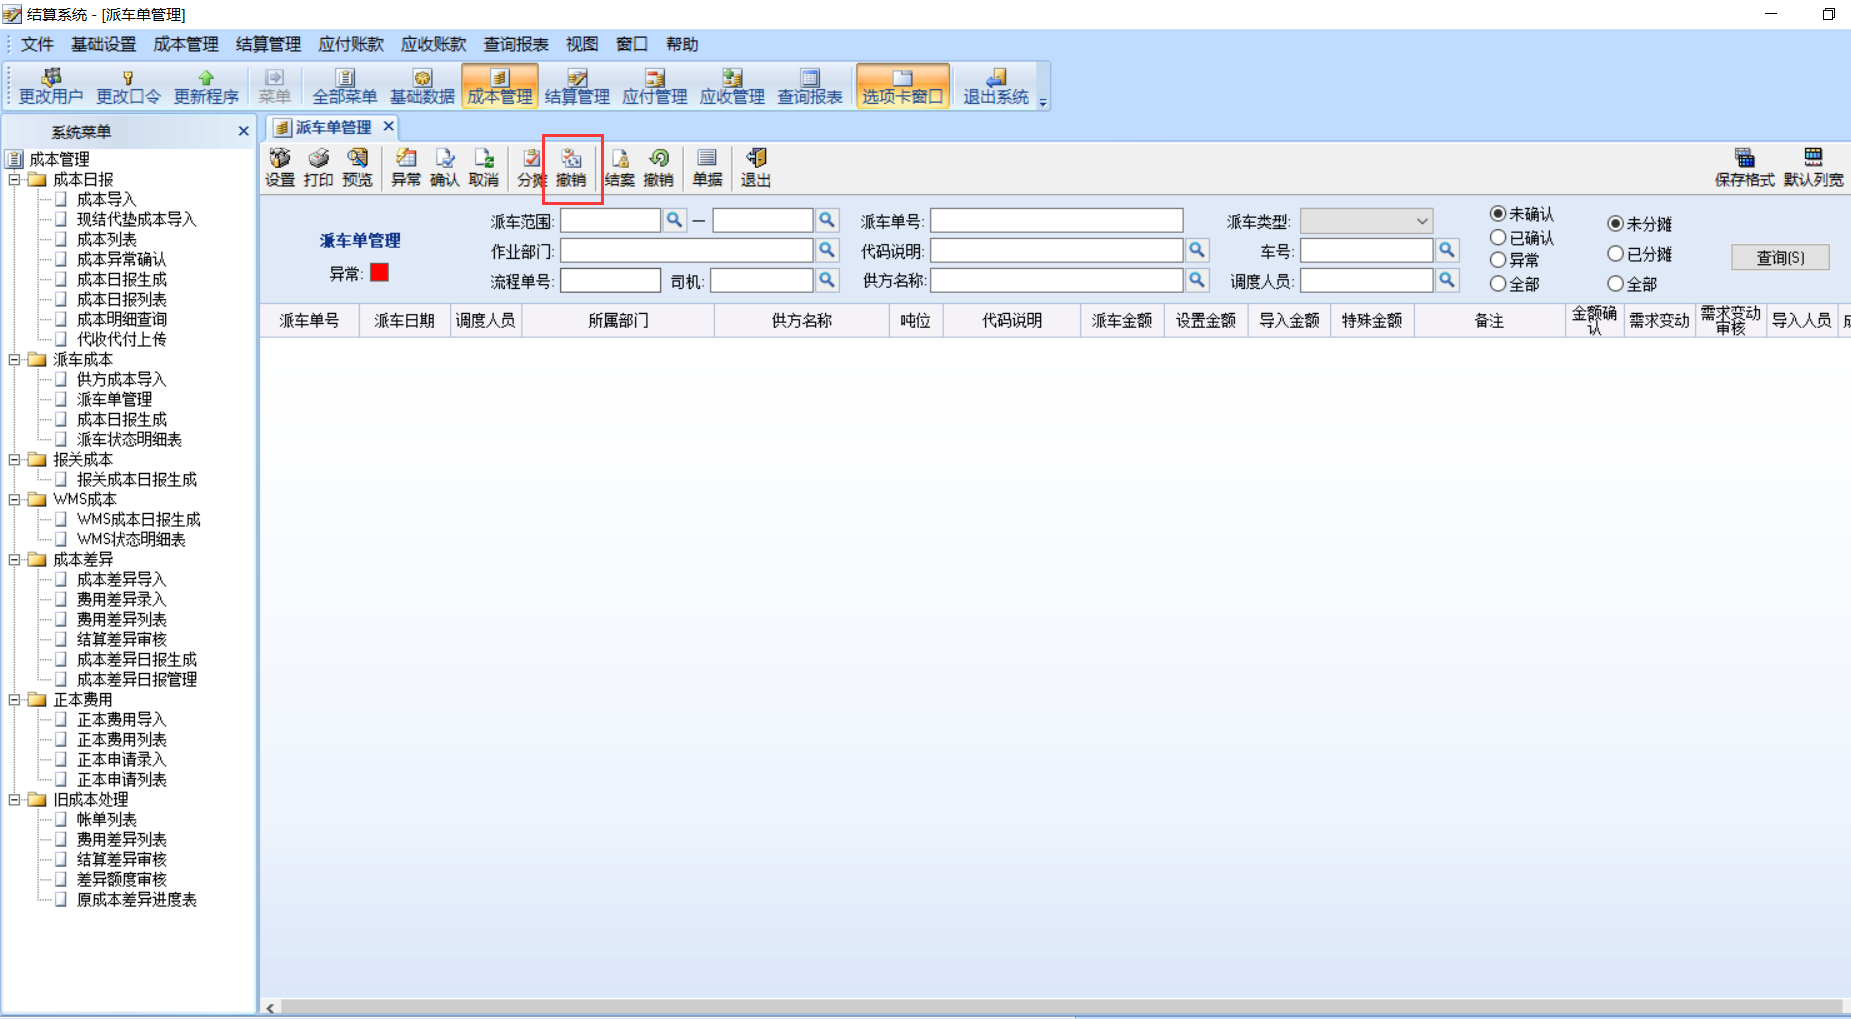 结算系统 - [派车单管理]
文件 基础设置 成本管理 结算管理 应付账款 应收账款 查询报表 视图 窗口 帮助
更改用户 更改口令 更新程序 菜单 全部菜单 基础数据 成本管理 结算管理 应付管理 应收管理 查询报表 选项卡窗口 退出系统
系统菜单
成本管理
成本日报
成本导入
现结代垫成本导入
成本列表
成本异常确认
成本日报生成
成本日报列表
成本明细查询
代收代付上传
派车成本
供方成本导入
派车单管理
成本日报生成
派车状态明细表
报关成本
报关成本日报生成
WMS成本
WMS成本日报生成
WMS状态明细表
成本差异
成本差异导入
费用差异录入
费用差异列表
结算差异审核
成本差异日报生成
成本差异日报管理
正本费用
正本费用导入
正本费用列表
正本申请录入
正本申请列表
旧成本处理
帐单列表
费用差异列表
结算差异审核
差异额度审核
原成本差异进度表
派车单管理
设置 打印 预览 异常 确认 取消 分摊 撤销 结案 撤销 单据 退出 保存格式 默认列宽
派车单管理
异常:
派车范围: — 派车单号: 派车类型:
作业部门: 代码说明: 车号:
流程单号: 司机: 供方名称: 调度人员:
未确认
已确认
异常
全部
未分摊
已分摊
全部
查询(S)
派车单号 派车日期 调度人员 所属部门 供方名称 吨位 代码说明 派车金额 设置金额 导入金额 特殊金额 备注 金额确认 需求变动 需求变动审核 导入人员